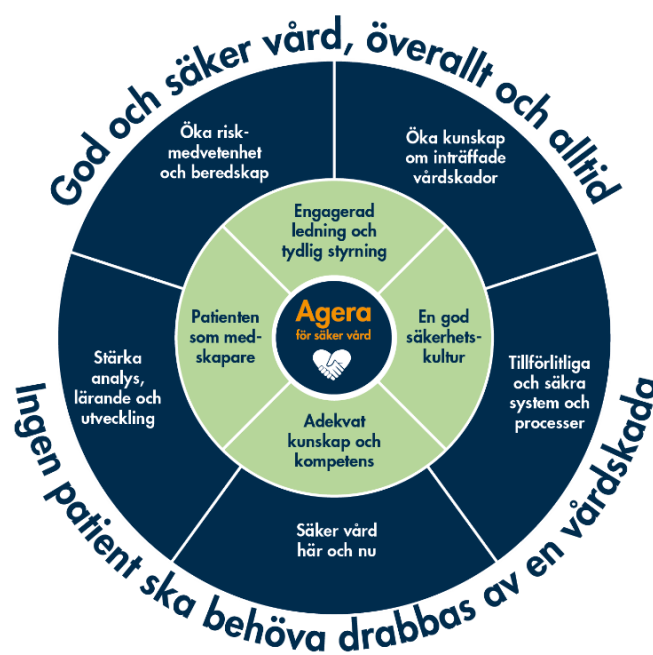 God och säker vård, överallt och alltid
Öka risk-
medvetenhet
och beredskap
Öka kunskap
om inträffade
vårdskador
Engagerad
ledning och
tydlig styrning
Patienten
som med-
skapare
Agera
för säker vård
En god
säkerhets-
kultur
Stärka
analys,
lärande och
utveckling
Tillförlitliga
och säkra
system och
processer
Adekvat
kunskap och
kompetens
Säker vård
här och nu
Ingen patient ska behöva drabbas av en vårdskada